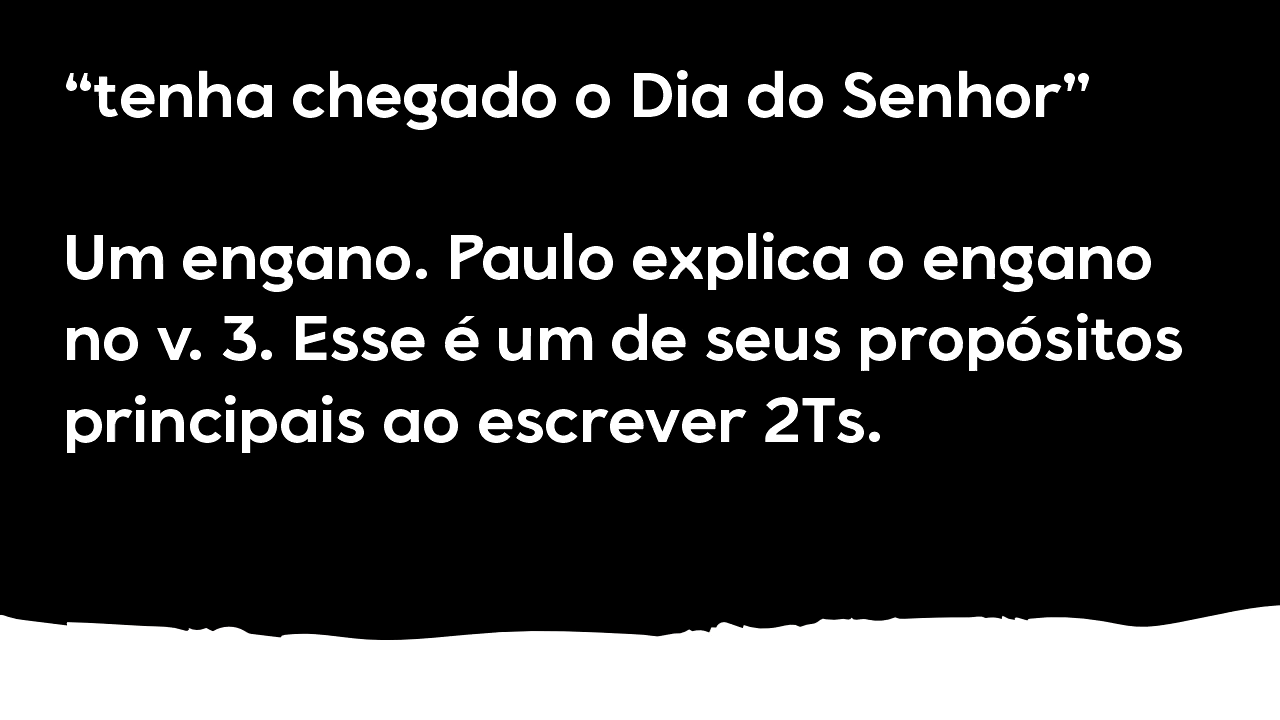 “tenha chegado o Dia do Senhor”
Um engano. Paulo explica o engano
no v. 3. Esse é um de seus propósitos
principais ao escrever 2Ts.